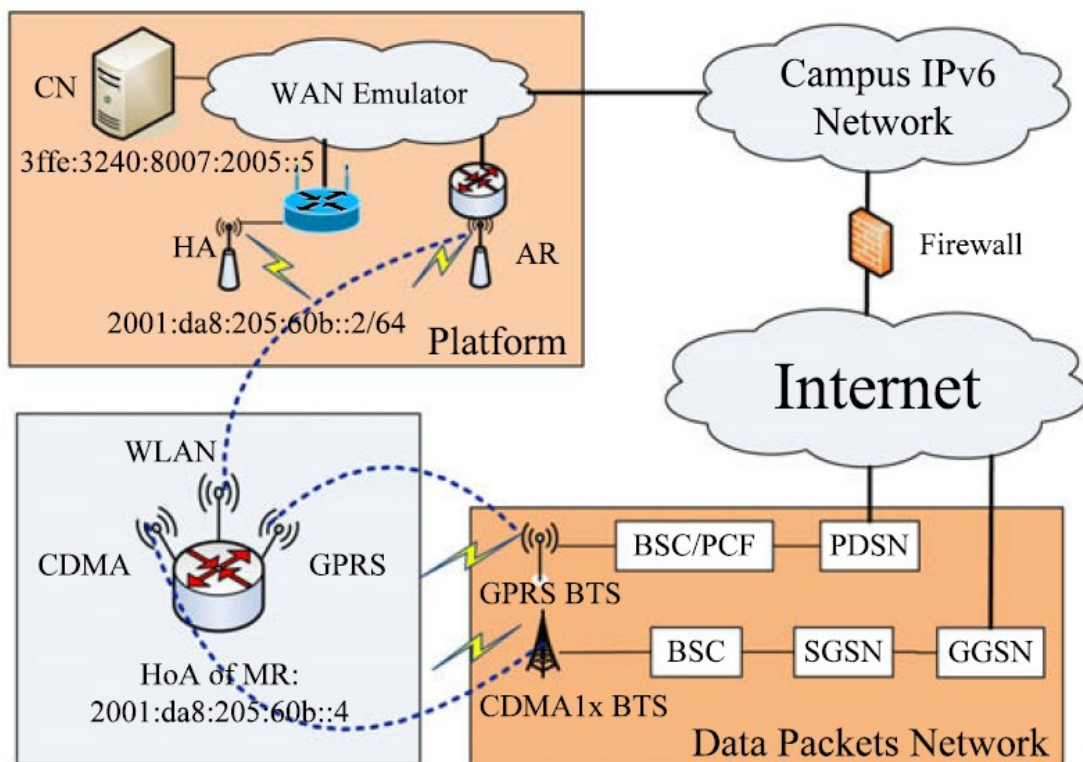 CN
WAN Emulator
3ffe:3240:8007:2005::5
HA
AR
2001:da8:205:60b::2/64
Platform
Campus IPv6
Network
Firewall
Internet
WLAN
CDMA
GPRS
HoA of MR:
2001:da8:205:60b::4
BSC/PCF
PDSN
GPRS BTS
BSC
SGSN
GGSN
CDMA1x BTS
Data Packets Network